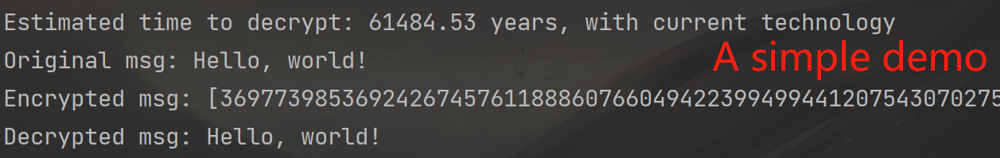 Estimated time to decrypt: 61484.53 years, with current technology
Original msg: Hello, world!
A simple demo
Encrypted msg: [3697739853692426745761188860766049422399499441207543070275
Decrypted msg: Hello, world!